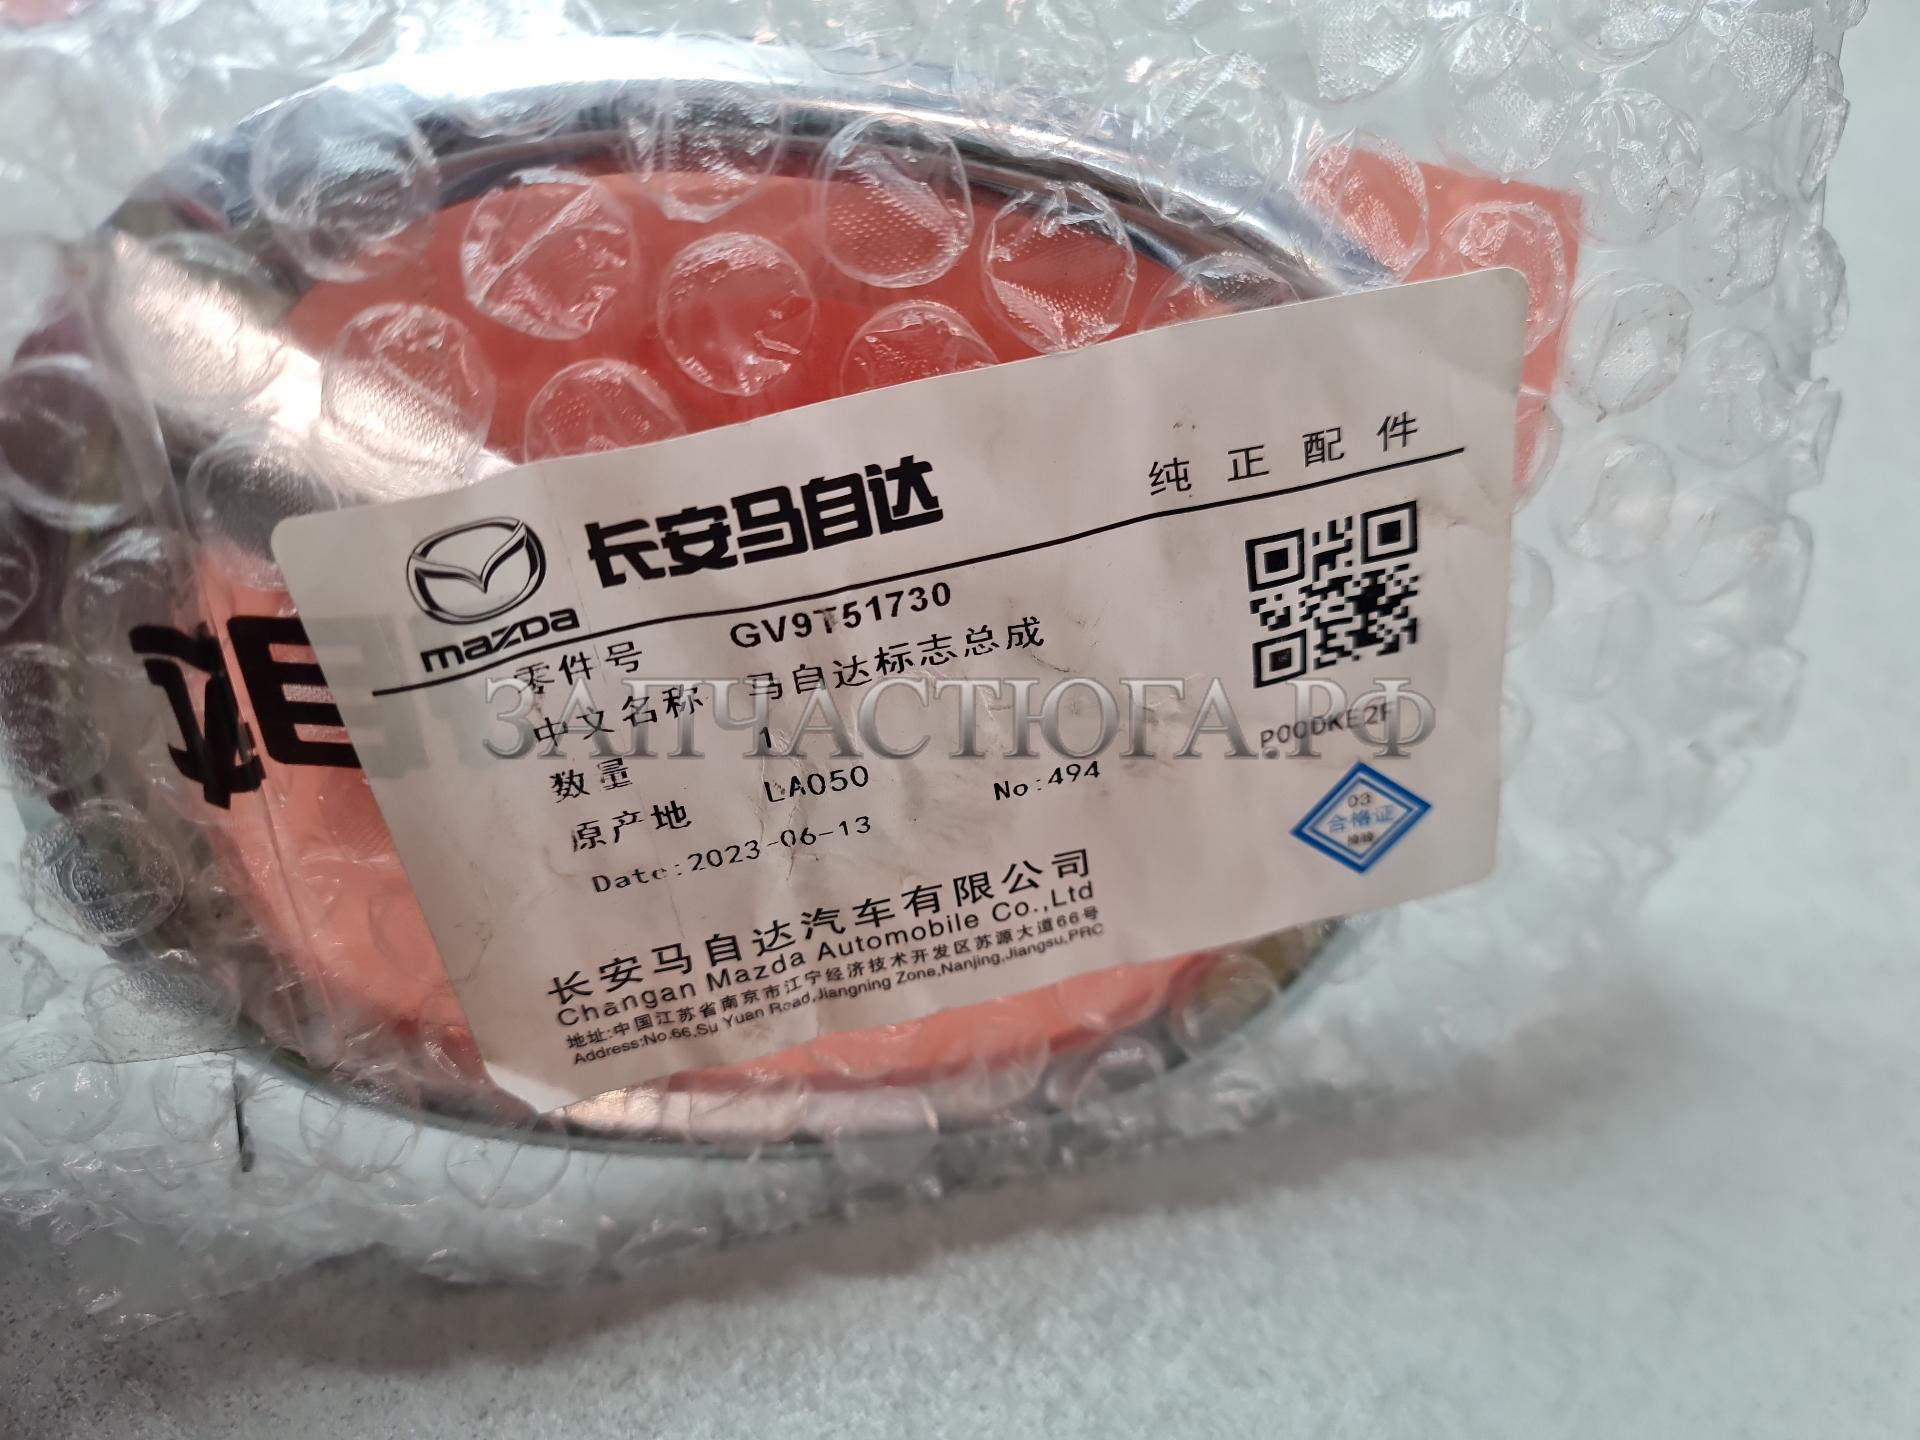 纯正配件
长安马自达
mazda
零件号 GV9T51730
中文名称 马自达标志总成
数量 1
原产地 LA050 No:494
Date:2023-06-13
P00DKE2F
03
合格证
长安马自达汽车有限公司
Changan Mazda Automobile Co.,Ltd
地址:中国江苏省南京市江宁经济技术开发区苏源大道66号
Address:No.66,Su Yuan Road,Jiangning Zone,Nanjing,Jiangsu,PRC
ЗАПЧАСТЮГА.РФ